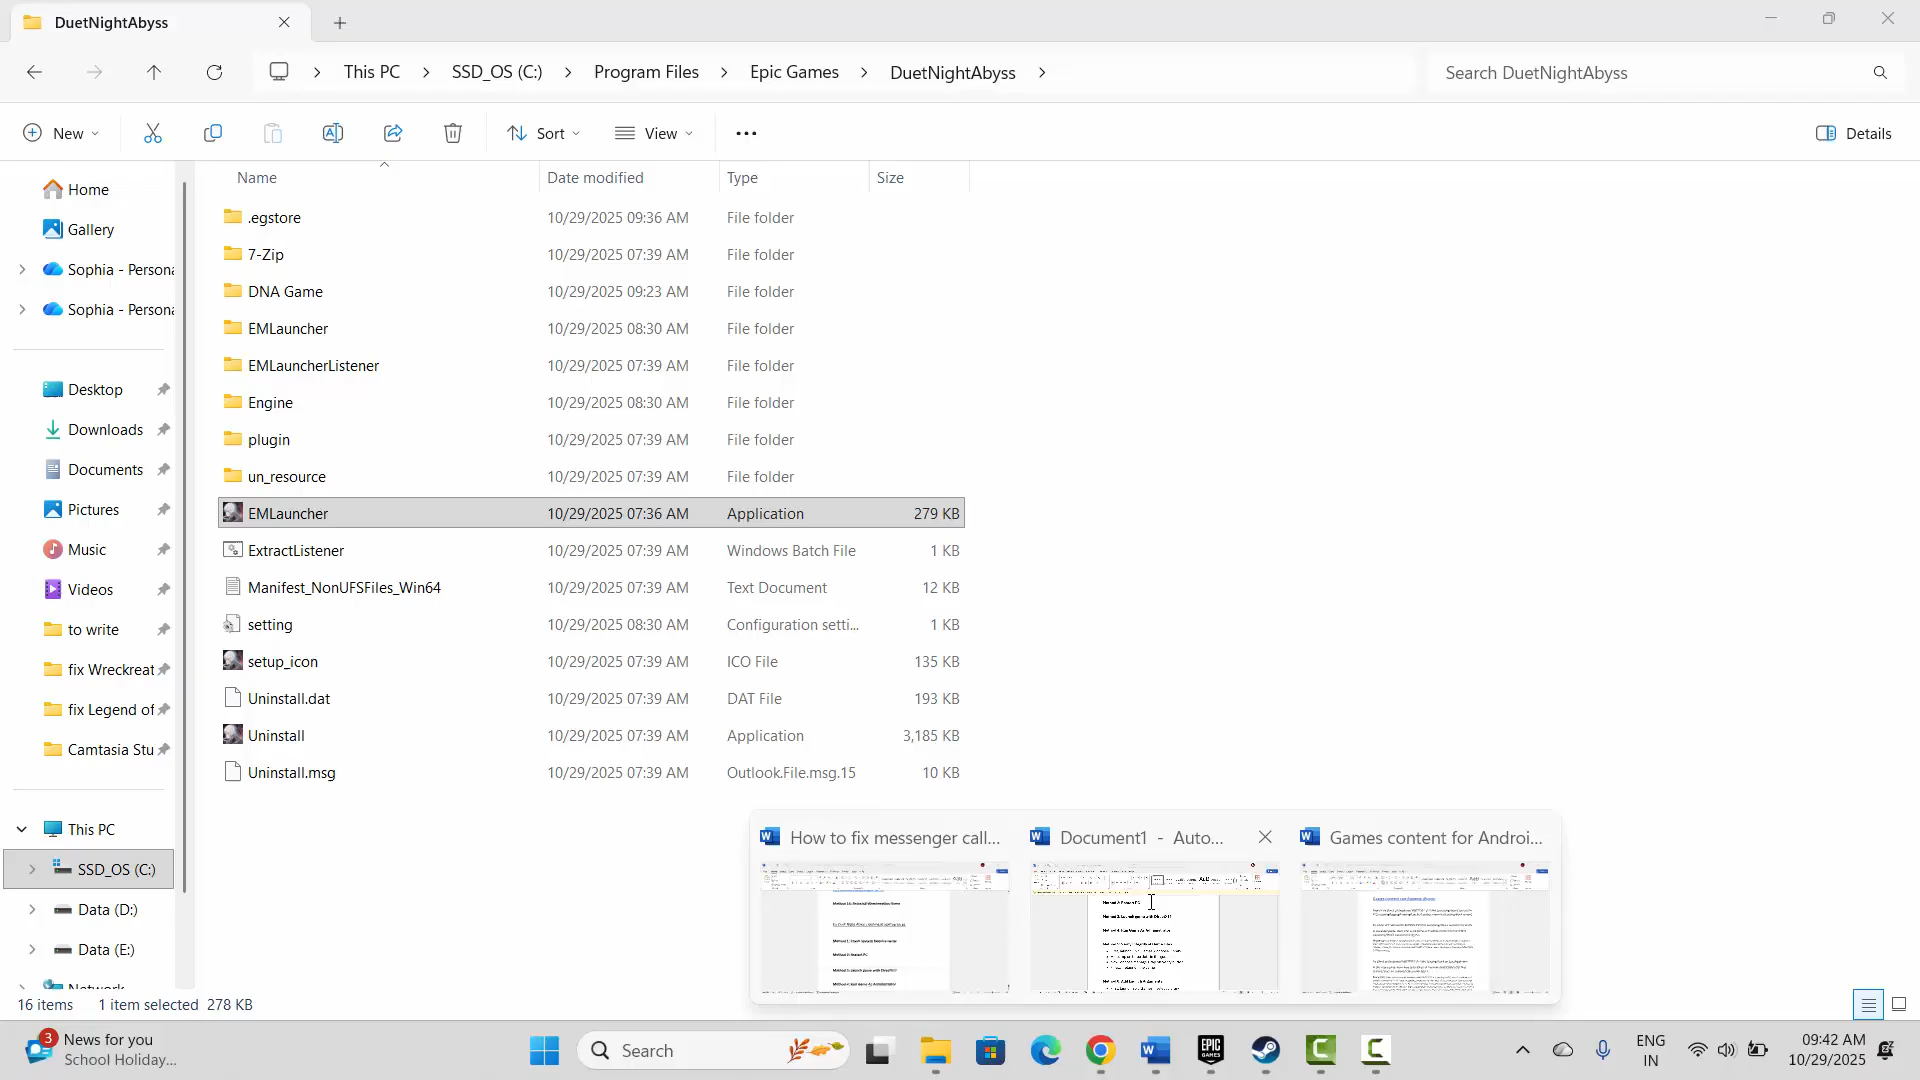 DuetNightAbyss
This PC > SSD_OS (C:) > Program Files > Epic Games > DuetNightAbyss >
Search DuetNightAbyss
New
Sort
View
Details
Name Date modified Type Size
Home
Gallery
Sophia - Persona
Sophia - Persona
Desktop
Downloads
Documents
Pictures
Music
Videos
to write
fix Wreckreat
fix Legend of
Camtasia Stu
This PC
SSD_OS (C:)
Data (D:)
Data (E:)
Network
.egstore 10/29/2025 09:36 AM File folder
7-Zip 10/29/2025 07:39 AM File folder
DNA Game 10/29/2025 09:23 AM File folder
EMLauncher 10/29/2025 08:30 AM File folder
EMLauncherListener 10/29/2025 07:39 AM File folder
Engine 10/29/2025 08:30 AM File folder
plugin 10/29/2025 07:39 AM File folder
un_resource 10/29/2025 07:39 AM File folder
EMLauncher 10/29/2025 07:36 AM Application 279 KB
ExtractListener 10/29/2025 07:39 AM Windows Batch File 1 KB
Manifest_NonUFSFiles_Win64 10/29/2025 07:39 AM Text Document 12 KB
setting 10/29/2025 08:30 AM Configuration setti... 1 KB
setup_icon 10/29/2025 07:39 AM ICO File 135 KB
Uninstall.dat 10/29/2025 07:39 AM DAT File 193 KB
Uninstall 10/29/2025 07:39 AM Application 3,185 KB
Uninstall.msg 10/29/2025 07:39 AM Outlook.File.msg.15 10 KB
How to fix messenger call...
Document1 - Auto...
Games content for Androi...
16 items 1 item selected 278 KB
3
News for you
School Holiday...
Search
EPIC
GAMES
ENG
IN
09:42 AM
10/29/2025